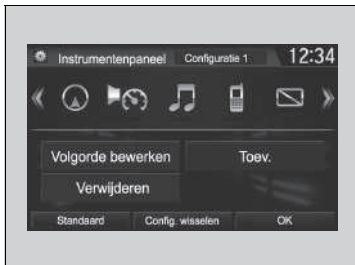 Instrumentenpaneel Configuratie 1 12:34
Volgorde bewerken Toev.
Verwijderen
Standaard Config. wisselen OK